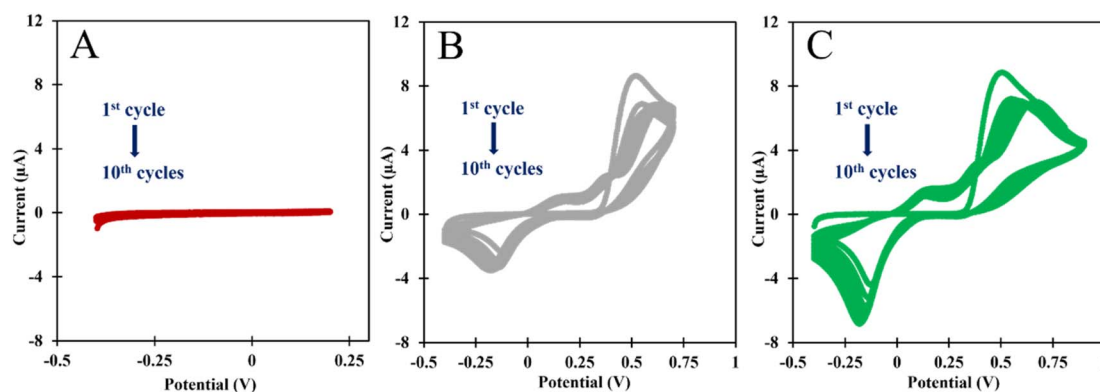 A
12
8
4
0
-4
-8
Current (µA)
1st cycle
10th cycles
-0.5
-0.25
0
0.25
Potential (V)
B
12
8
4
0
-4
-8
Current (µA)
1st cycle
10th cycles
-0.5
-0.25
0
0.25
0.5
0.75
1
Potential (V)
C
12
8
4
0
-4
-8
Current (µA)
1st cycle
10th cycles
-0.5
-0.25
0
0.25
0.5
0.75
Potential (V)